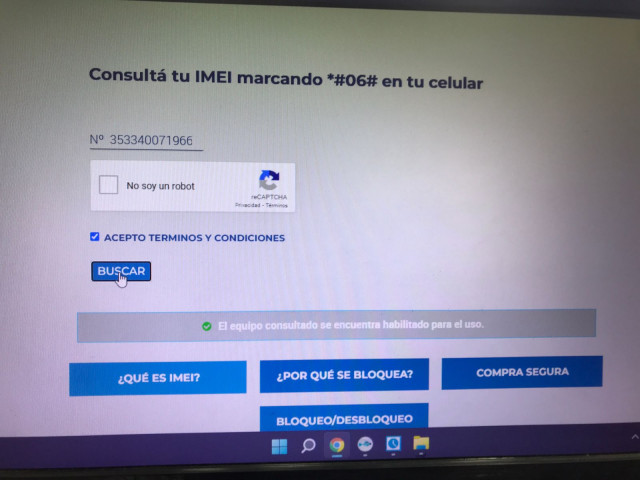 Consultá tu IMEI marcando *#06# en tu celular
Nº 353340071966
No soy un robot
reCAPTCHA
Privacidad - Términos
ACEPTO TERMINOS Y CONDICIONES
BUSCAR
El equipo consultado se encuentra habilitado para el uso.
¿QUÉ ES IMEI?
¿POR QUÉ SE BLOQUEA?
COMPRA SEGURA
BLOQUEO/DESBLOQUEO